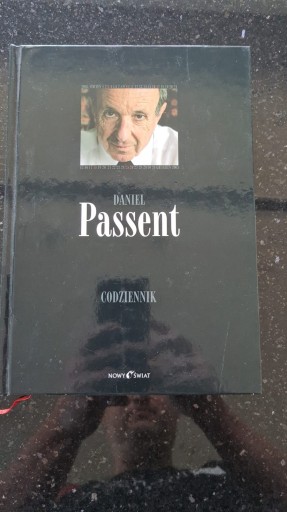 DANIEL
Passent
CODZIENNIK
NOWY ŚWIAT